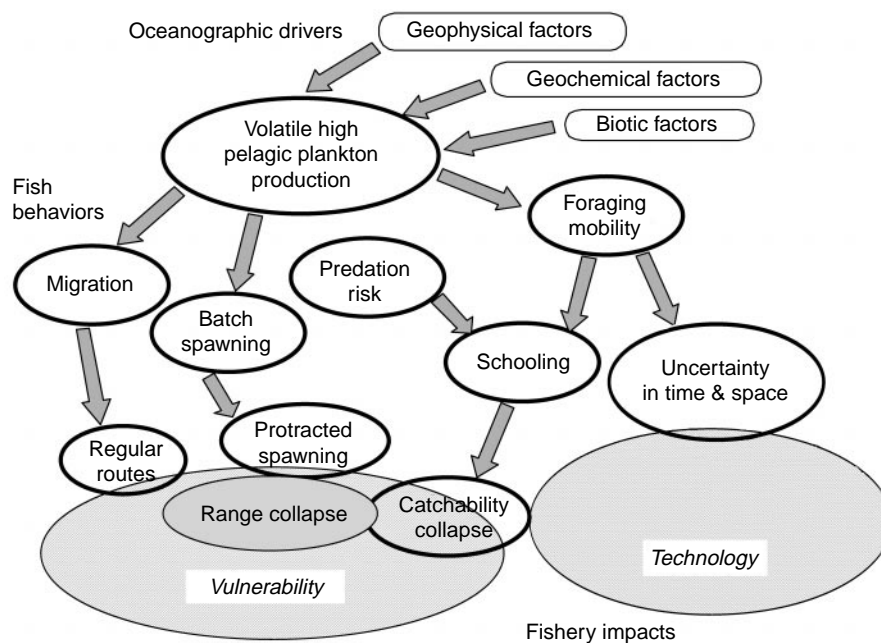 Oceanographic drivers
Geophysical factors
Geochemical factors
Biotic factors
Volatile high
pelagic plankton
production
Fish
behaviors
Foraging
mobility
Migration
Predation
risk
Batch
spawning
Schooling
Uncertainty
in time & space
Regular
routes
Protracted
spawning
Range collapse
Catchability
collapse
Vulnerability
Technology
Fishery impacts